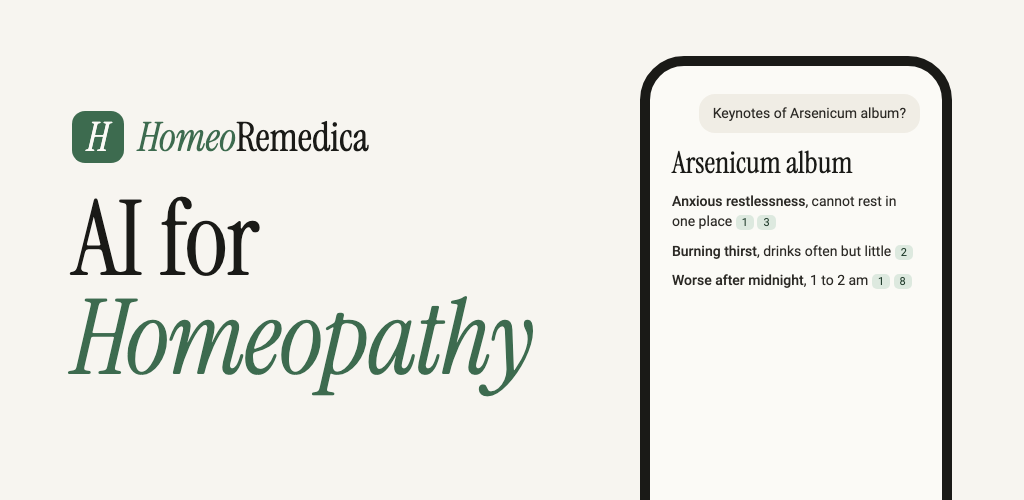 H HomeoRemedica
AI for
Homeopathy
Keynotes of Arsenicum album?
Arsenicum album
Anxious restlessness, cannot rest in
one place 1 3
Burning thirst, drinks often but little 2
Worse after midnight, 1 to 2 am 1 8